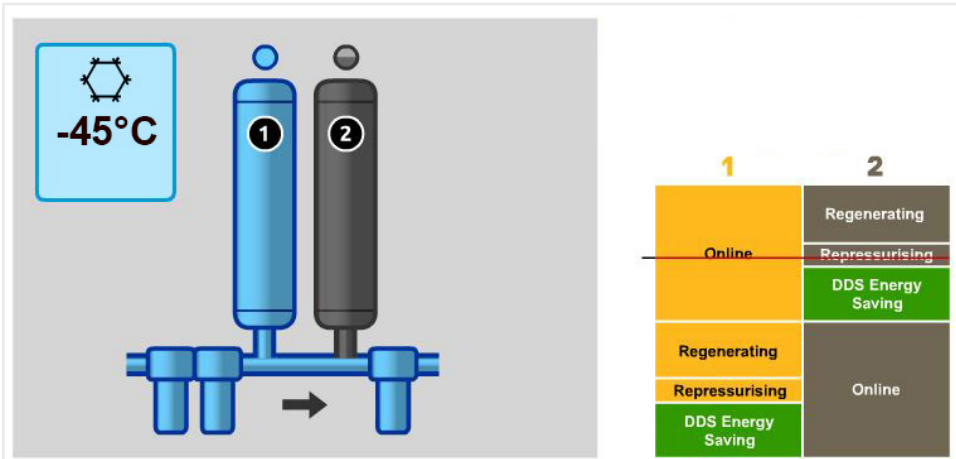 -45°C
1
2
1
2
Online
Regenerating
Repressurising
DDS Energy
Saving
Regenerating
Repressurising
DDS Energy
Saving
Online